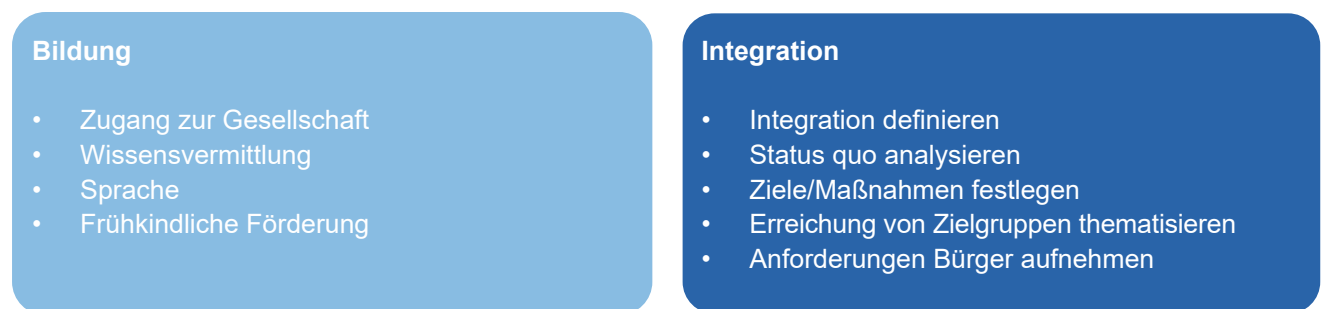 Bildung
• Zugang zur Gesellschaft
• Wissensvermittlung
• Sprache
• Frühkindliche Förderung
Integration
• Integration definieren
• Status quo analysieren
• Ziele/Maßnahmen festlegen
• Erreichung von Zielgruppen thematisieren
• Anforderungen Bürger aufnehmen